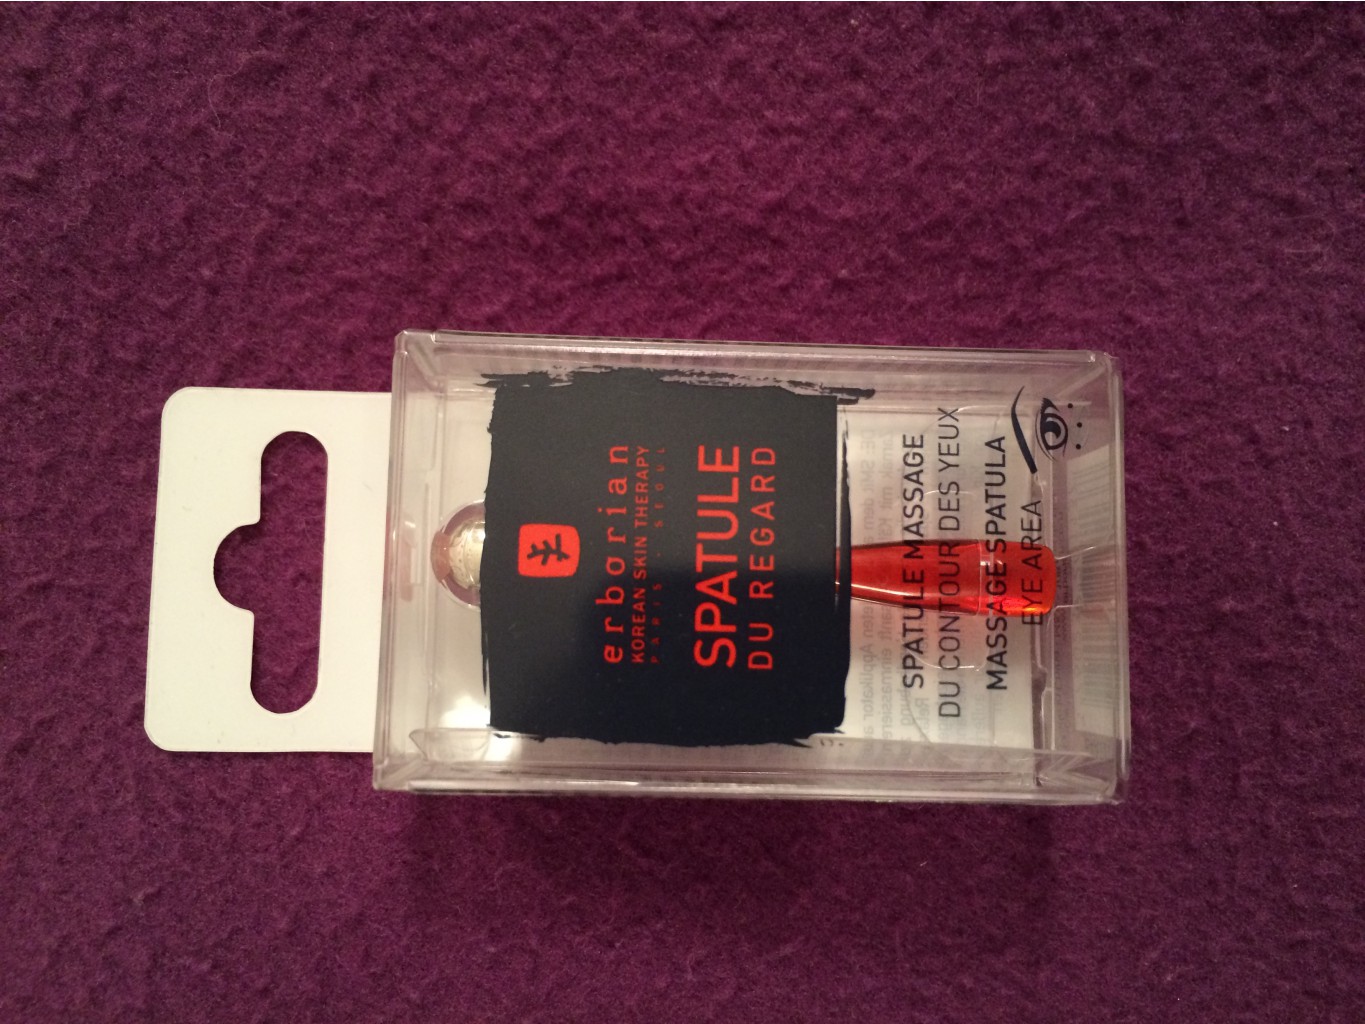 erborian
KOREAN SKIN THERAPY
PARIS . SEOUL
SPATULE
DU REGARD
SPATULE MASSAGE
DU CONTOUR DES YEUX
MASSAGE SPATULA
EYE AREA